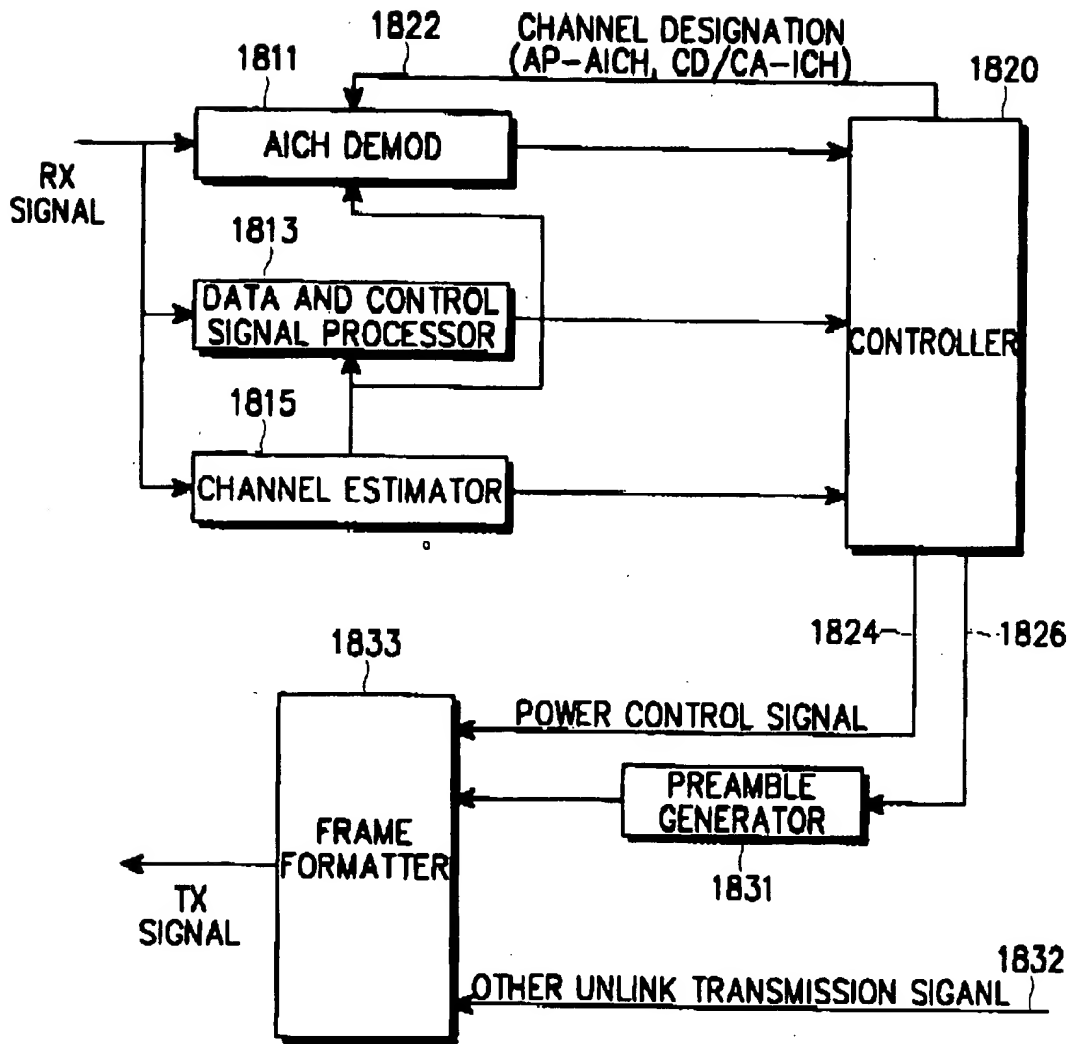 1822
CHANNEL DESIGNATION
(AP-AICH, CD/CA-ICH)
1811
1820
AICH DEMOD
RX
SIGNAL
1813
DATA AND CONTROL
SIGNAL PROCESSOR
CONTROLLER
1815
CHANNEL ESTIMATOR
1824
1826
1833
POWER CONTROL SIGNAL
PREAMBLE
GENERATOR
FRAME
FORMATTER
1831
TX
SIGNAL
1832
OTHER UNLINK TRANSMISSION SIGANL